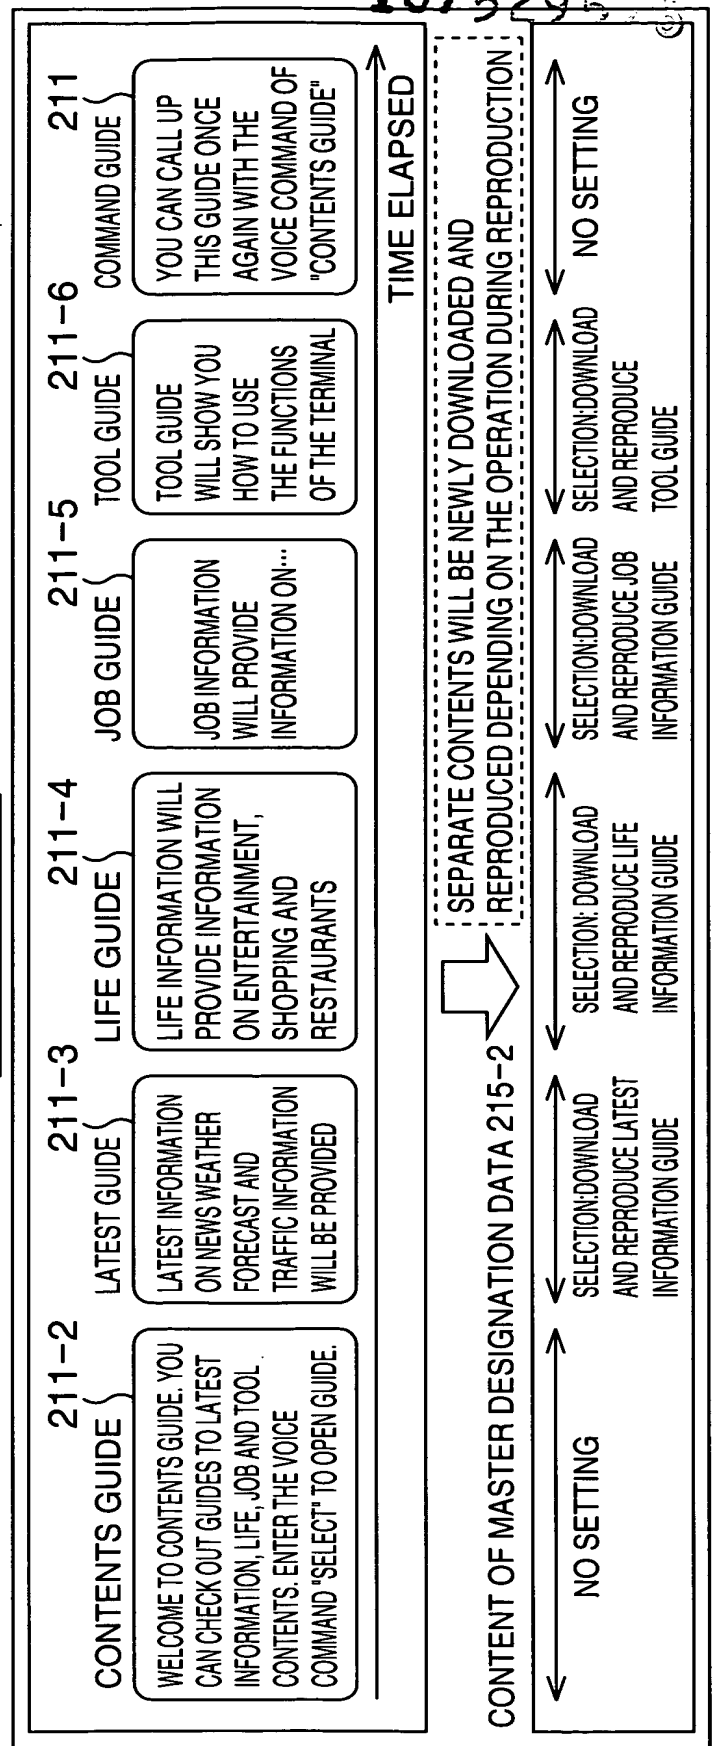 211-2
CONTENTS GUIDE
WELCOME TO CONTENTS GUIDE. YOU
CAN CHECK OUT GUIDES TO LATEST
INFORMATION, LIFE, JOB AND TOOL
CONTENTS. ENTER THE VOICE
COMMAND "SELECT" TO OPEN GUIDE.
211-3
LATEST GUIDE
LATEST INFORMATION
ON NEWS WEATHER
FORECAST AND
TRAFFIC INFORMATION
WILL BE PROVIDED
211-4
LIFE GUIDE
LIFE INFORMATION WILL
PROVIDE INFORMATION
ON ENTERTAINMENT,
SHOPPING AND
RESTAURANTS
211-5
JOB GUIDE
JOB INFORMATION
WILL PROVIDE
INFORMATION ON···
211-6
TOOL GUIDE
TOOL GUIDE
WILL SHOW YOU
HOW TO USE
THE FUNCTIONS
OF THE TERMINAL
211
COMMAND GUIDE
YOU CAN CALL UP
THIS GUIDE ONCE
AGAIN WITH THE
VOICE COMMAND OF
"CONTENTS GUIDE"
TIME ELAPSED
SEPARATE CONTENTS WILL BE NEWLY DOWNLOADED AND
REPRODUCED DEPENDING ON THE OPERATION DURING REPRODUCTION
CONTENT OF MASTER DESIGNATION DATA 215-2
NO SETTING
SELECTION:DOWNLOAD
AND REPRODUCE LATEST
INFORMATION GUIDE
SELECTION: DOWNLOAD
AND REPRODUCE LIFE
INFORMATION GUIDE
SELECTION:DOWNLOAD
AND REPRODUCE JOB
INFORMATION GUIDE
SELECTION:DOWNLOAD
AND REPRODUCE
TOOL GUIDE
NO SETTING